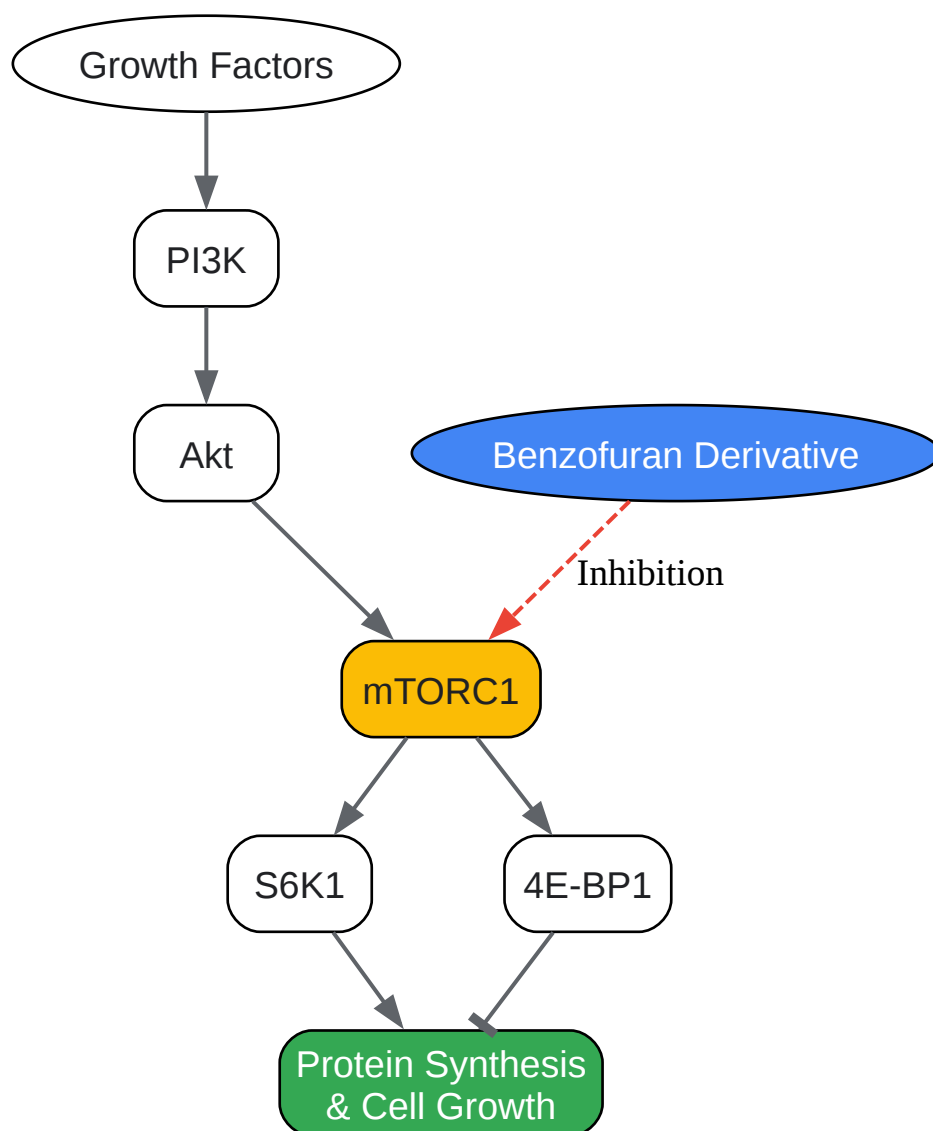 Growth Factors
PI3K
Akt
Benzofuran Derivative
Inhibition
mTORC1
S6K1
4E-BP1
Protein Synthesis
& Cell Growth